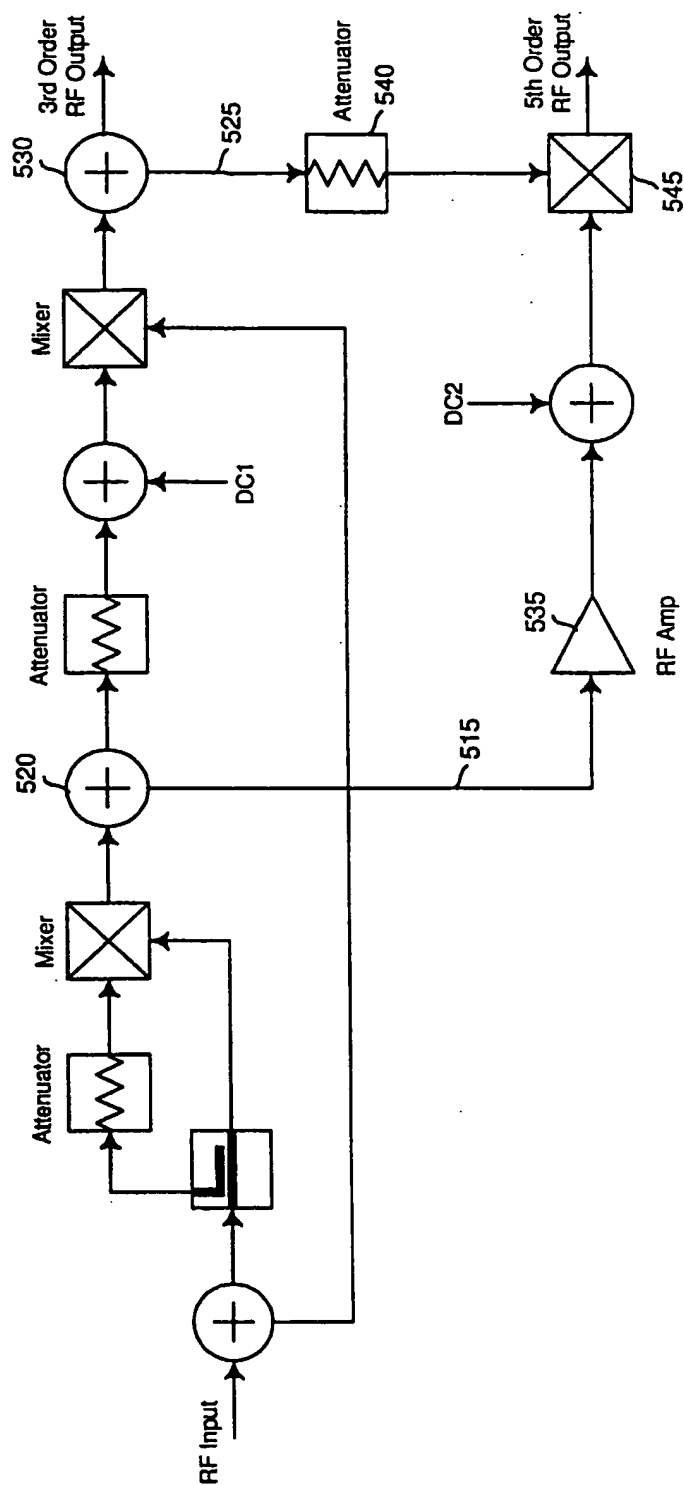 RF Input
Attenuator
Mixer
520
Attenuator
DC1
Mixer
530
3rd Order
RF Output
525
Attenuator
540
515
535
RF Amp
DC2
5th Order
RF Output
545